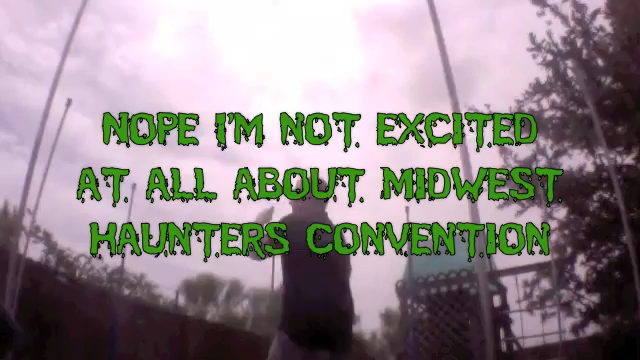 NOPE I'M NOT EXCITED
AT ALL ABOUT MIDWEST
HAUNTERS CONVENTION